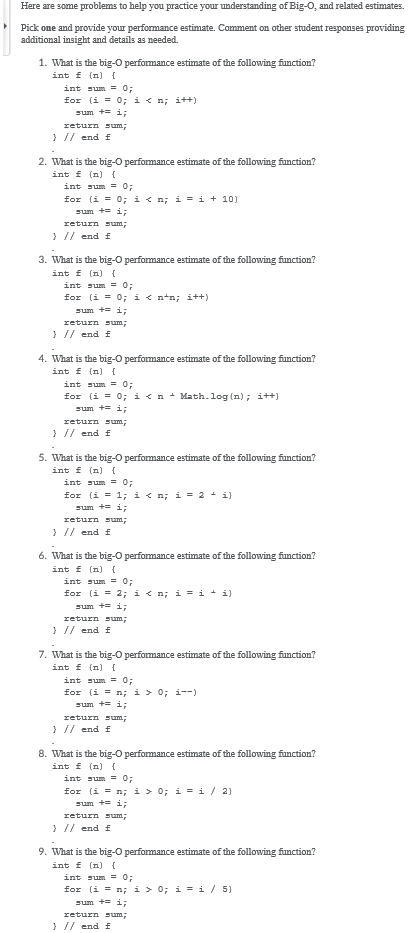 Here are some problems to help you practice your understanding of Big-O, and related estimates.
Pick one and provide your performance estimate. Comment on other student responses providing
additional insight and details as needed.
1. What is the big-O performance estimate of the following function?
int f (n) {
int sum = 0;
for (i = 0; i < n; i++)
sum += i;
return sum;
} // end f
.
2. What is the big-O performance estimate of the following function?
int f (n) {
int sum = 0;
for (i = 0; i < n; i = i + 10)
sum += i;
return sum;
} // end f
.
3. What is the big-O performance estimate of the following function?
int f (n) {
int sum = 0;
for (i = 0; i < n*n; i++)
sum += i;
return sum;
} // end f
.
4. What is the big-O performance estimate of the following function?
int f (n) {
int sum = 0;
for (i = 0; i < n * Math.log(n); i++)
sum += i;
return sum;
} // end f
.
5. What is the big-O performance estimate of the following function?
int f (n) {
int sum = 0;
for (i = 1; i < n; i = 2 * i)
sum += i;
return sum;
} // end f
.
6. What is the big-O performance estimate of the following function?
int f (n) {
int sum = 0;
for (i = 2; i < n; i = i * i)
sum += i;
return sum;
} // end f
.
7. What is the big-O performance estimate of the following function?
int f (n) {
int sum = 0;
for (i = n; i > 0; i--)
sum += i;
return sum;
} // end f
.
8. What is the big-O performance estimate of the following function?
int f (n) {
int sum = 0;
for (i = n; i > 0; i = i / 2)
sum += i;
return sum;
} // end f
.
9. What is the big-O performance estimate of the following function?
int f (n) {
int sum = 0;
for (i = n; i > 0; i = i / 5)
sum += i;
return sum;
} // end f